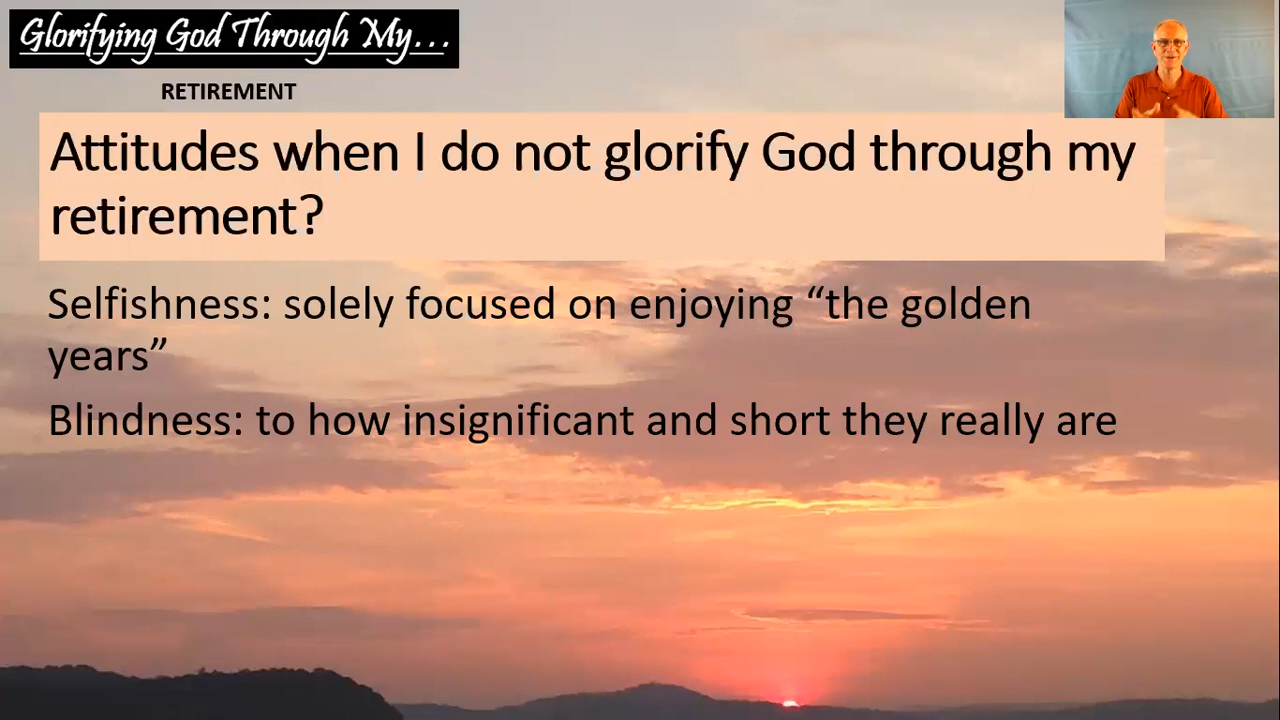 Glorifying God Through My...
RETIREMENT
Attitudes when I do not glorify God through my
retirement?
Selfishness: solely focused on enjoying “the golden
years”
Blindness: to how insignificant and short they really are